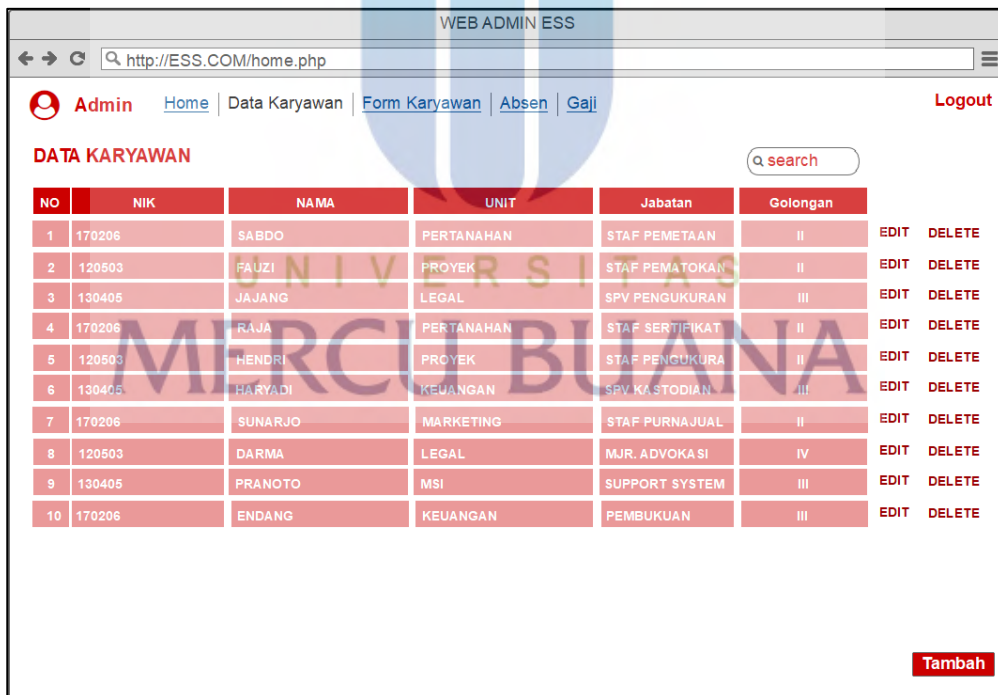 WEB ADMIN ESS
http://ESS.COM/home.php
Admin Home Data Karyawan Form Karyawan Absen Gaji Logout
DATA KARYAWAN search
NO NIK NAMA UNIT Jabatan Golongan
1 170206 SABDO PERTANAHAN STAF PEMETAAN II EDIT DELETE
2 120503 FAUZI PROYEK STAF PEMATOKAN II EDIT DELETE
UNIVERSITAS
3 130405 JAJANG LEGAL SPV PENGUKURAN III EDIT DELETE
4 170206 RAJA PERTANAHAN STAF SERTIFIKAT II EDIT DELETE
MERCU BUANA
5 120503 HENDRI PROYEK STAF PENGUKURA II EDIT DELETE
6 130405 HARYADI KEUANGAN SPV KASTODIAN III EDIT DELETE
7 170206 SUNARJO MARKETING STAF PURNAJUAL II EDIT DELETE
8 120503 DARMA LEGAL MJR. ADVOKASI IV EDIT DELETE
9 130405 PRANOTO MSI SUPPORT SYSTEM III EDIT DELETE
10 170206 ENDANG KEUANGAN PEMBUKUAN III EDIT DELETE
Tambah